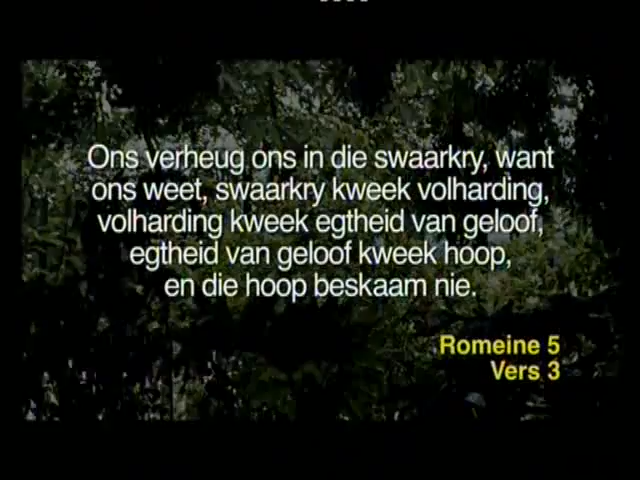 Ons verheug ons in die swaarkry, want
ons weet, swaarkry kweek volharding,
volharding kweek egtheid van geloof,
egtheid van geloof kweek hoop,
en die hoop beskaam nie.
Romeine 5
Vers 3